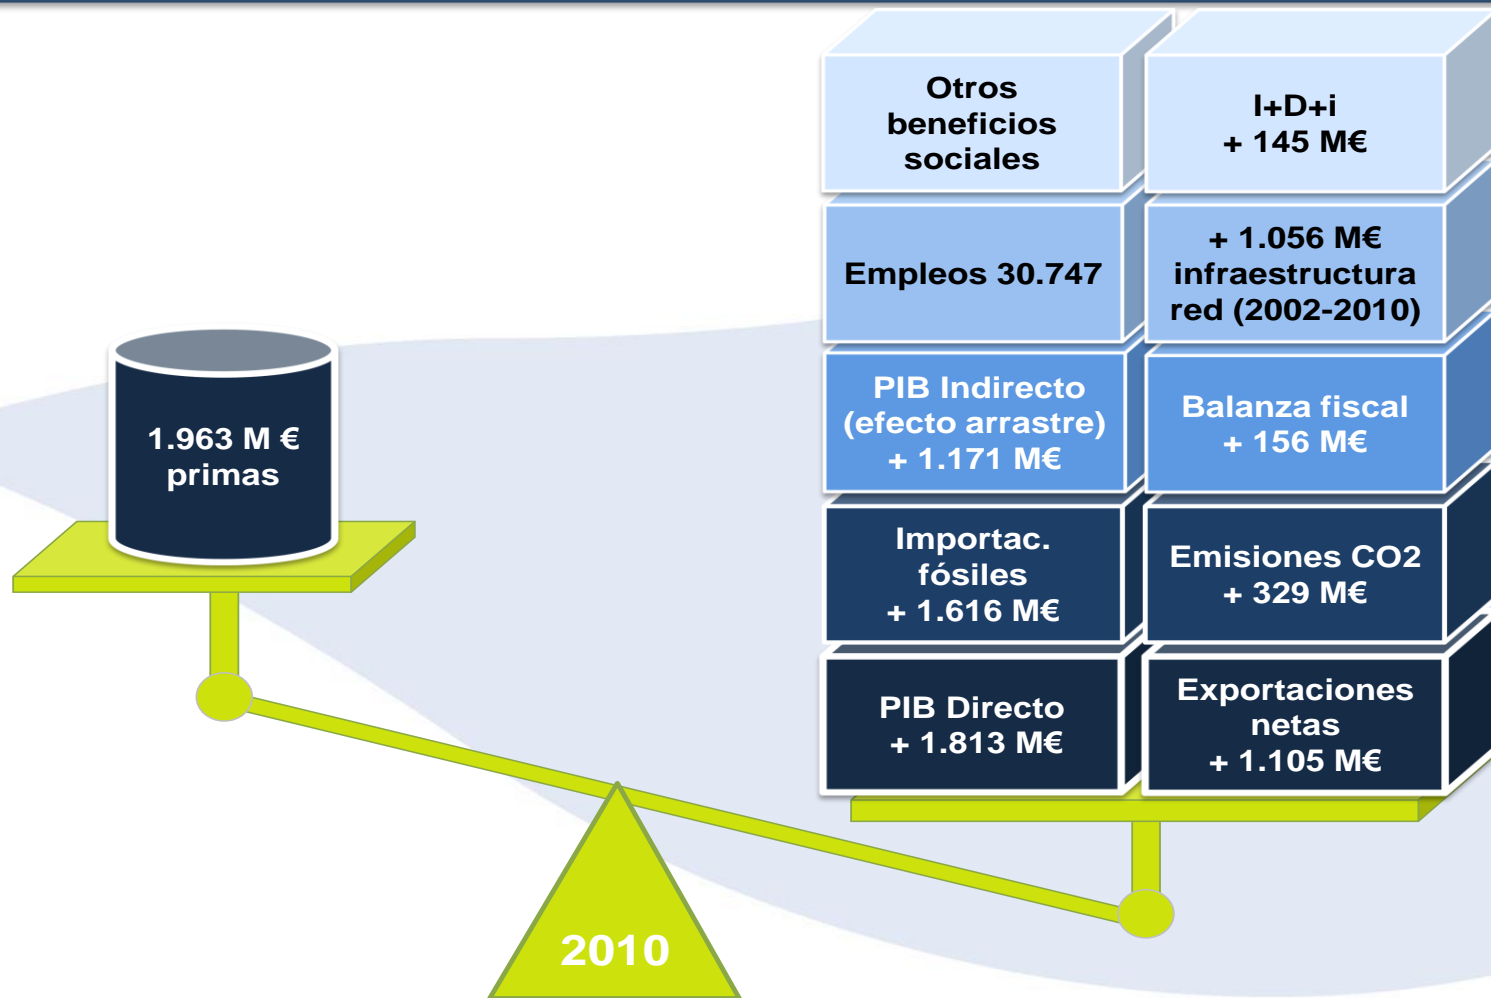 1.963 M €
primas
Otros
beneficios
sociales
I+D+i
+ 145 M€
Empleos 30.747
+ 1.056 M€
infraestructura
red (2002-2010)
PIB Indirecto
(efecto arrastre)
+ 1.171 M€
Balanza fiscal
+ 156 M€
Importac.
fósiles
+ 1.616 M€
Emisiones CO2
+ 329 M€
PIB Directo
+ 1.813 M€
Exportaciones
netas
+ 1.105 M€
2010